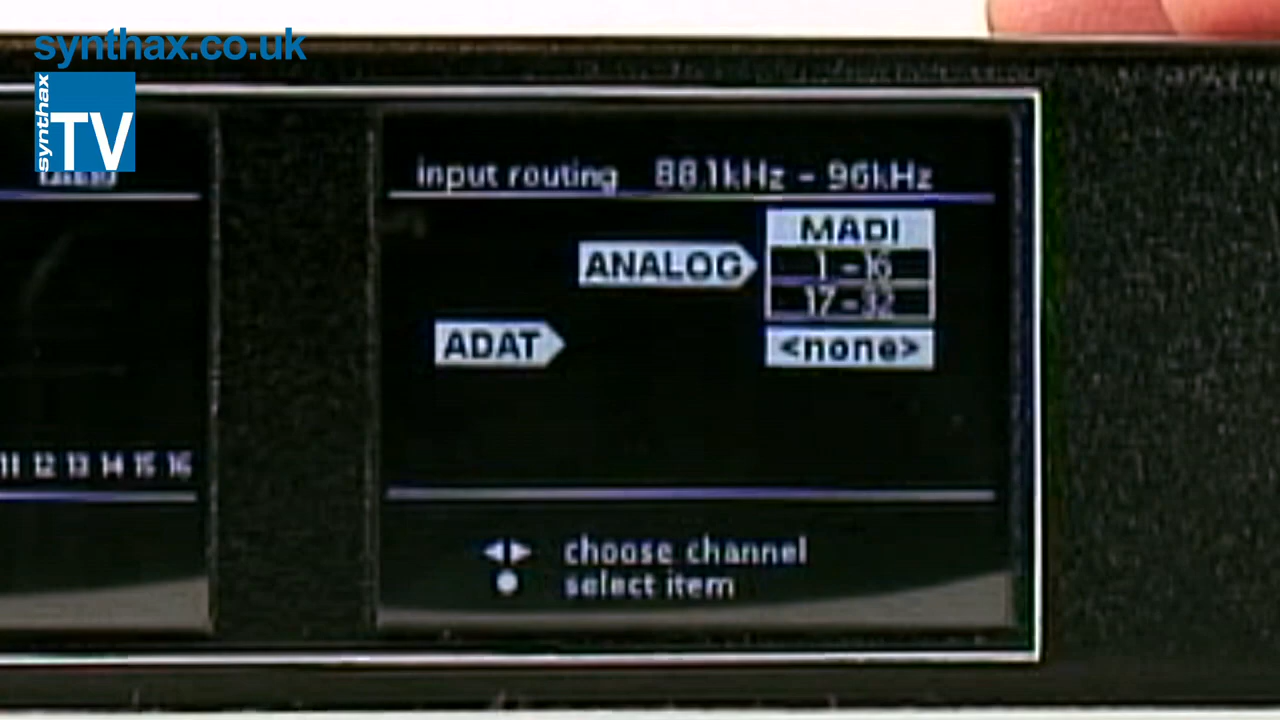 synthax.co.uk
synthax
TV
input routing 88.1kHz - 96kHz
MADI
ANALOG
1 - 16
17 - 32
ADAT
<none>
11 12 13 14 15 16
choose channel
select item